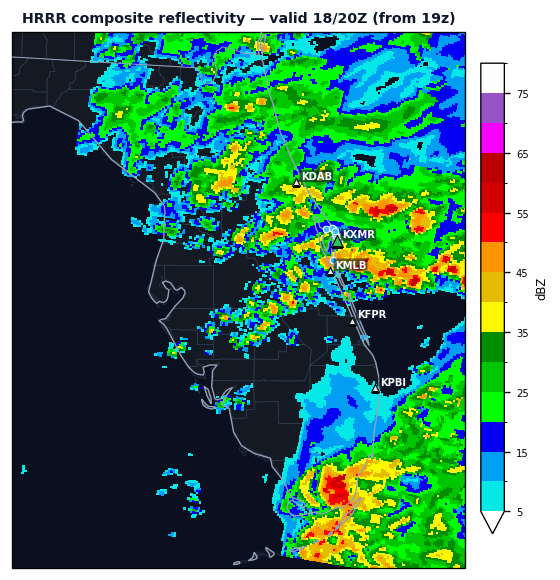 HRRR composite reflectivity — valid 18/20Z (from 19z)
KDAB
KXMR
KMLB
KFPR
KPBI
75
65
55
45
35
25
15
5
dBZ